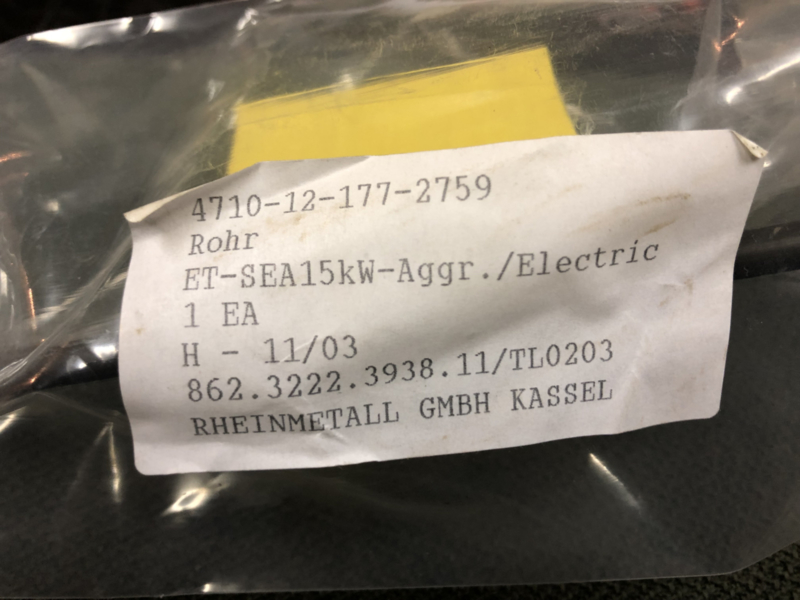 4710-12-177-2759
Rohr
ET-SEA15kW-Aggr./Electric
1 EA
H - 11/03
862.3222.3938.11/TL0203
RHEINMETALL GMBH KASSEL